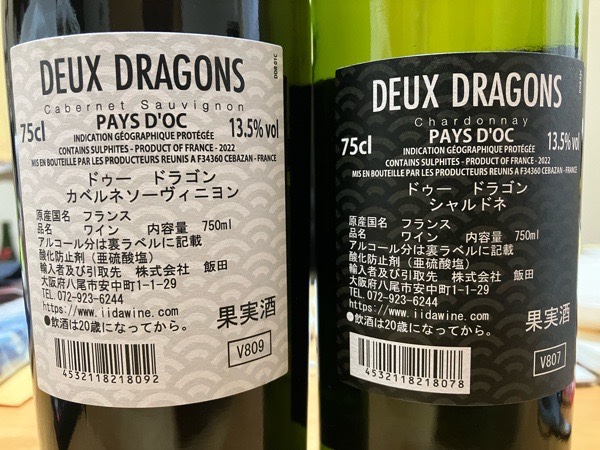 DEUX DRAGONS
Cabernet Sauvignon
PAYS D'OC
75cl
INDICATION GÉOGRAPHIQUE PROTÉGÉE
13.5% vol
CONTAINS SULPHITES - PRODUCT OF FRANCE - 2022
MIS EN BOUTEILLE PAR LES PRODUCTEURS REUNIS A F34360 CEBAZAN - FRANCE
ドゥー ドラゴン
カベルネソーヴィニヨン
原産国名 フランス
品名 ワイン 内容量 750ml
アルコール分は裏ラベルに記載
酸化防止剤(亜硫酸塩)
輸入者及び引取先 株式会社 飯田
大阪府八尾市安中町1-1-29
TEL.072-923-6244
https://www.iidawine.com
●飲酒は20歳になってから。
果実酒
V809
4532118218092
DDR 01C
DEUX DRAGONS
Chardonnay
PAYS D'OC
75cl
INDICATION GÉOGRAPHIQUE PROTÉGÉE
13.5% vol
CONTAINS SULPHITES - PRODUCT OF FRANCE - 2022
MIS EN BOUTEILLE PAR LES PRODUCTEURS REUNIS A F34360 CEBAZAN - FRANCE
ドゥー ドラゴン
シャルドネ
原産国名 フランス
品名 ワイン 内容量 750ml
アルコール分は裏ラベルに記載
酸化防止剤(亜硫酸塩)
輸入者及び引取先 株式会社 飯田
大阪府八尾市安中町1-1-29
TEL.072-923-6244
https://www.iidawine.com
●飲酒は20歳になってから。
果実酒
V807
4532118218078